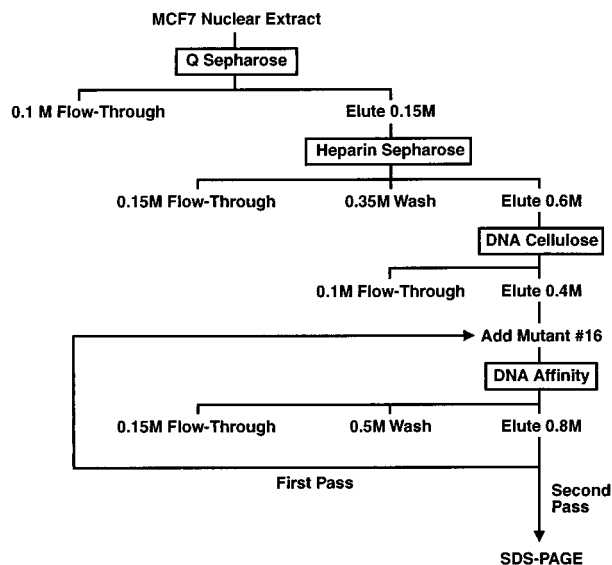 MCF7 Nuclear Extract
Q Sepharose
0.1 M Flow-Through
Elute 0.15M
Heparin Sepharose
0.15M Flow-Through
0.35M Wash
Elute 0.6M
DNA Cellulose
0.1M Flow-Through
Elute 0.4M
Add Mutant #16
DNA Affinity
0.15M Flow-Through
0.5M Wash
Elute 0.8M
First Pass
Second
Pass
SDS-PAGE